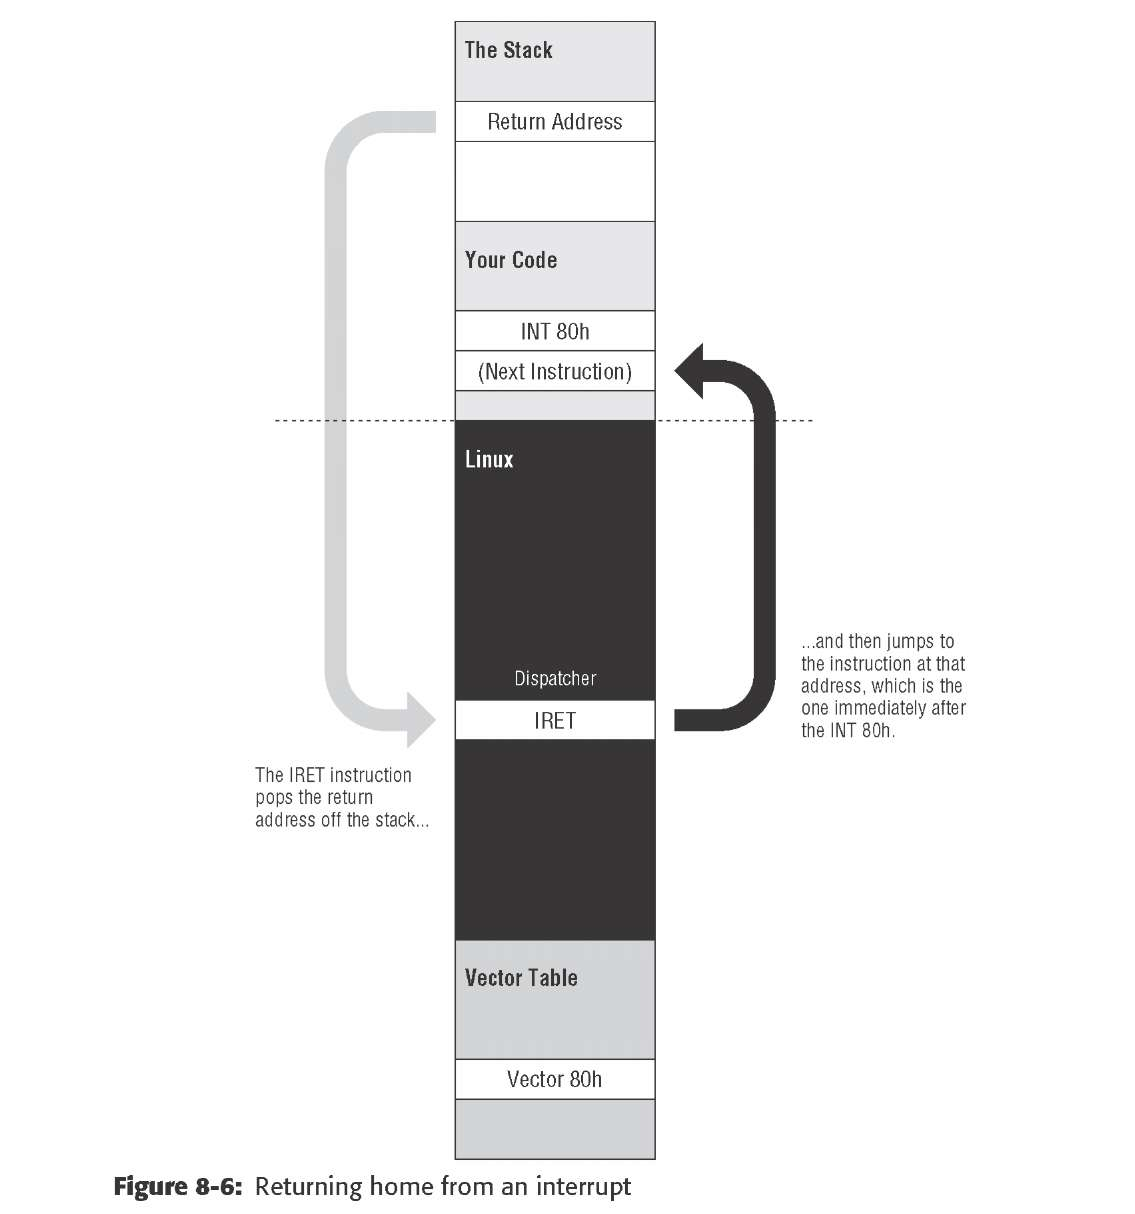 The Stack
Return Address
Your Code
INT 80h
(Next Instruction)
Linux
Dispatcher
IRET
...and then jumps to
the instruction at that
address, which is the
one immediately after
the INT 80h.
The IRET instruction
pops the return
address off the stack...
Vector Table
Vector 80h
Figure 8-6: Returning home from an interrupt